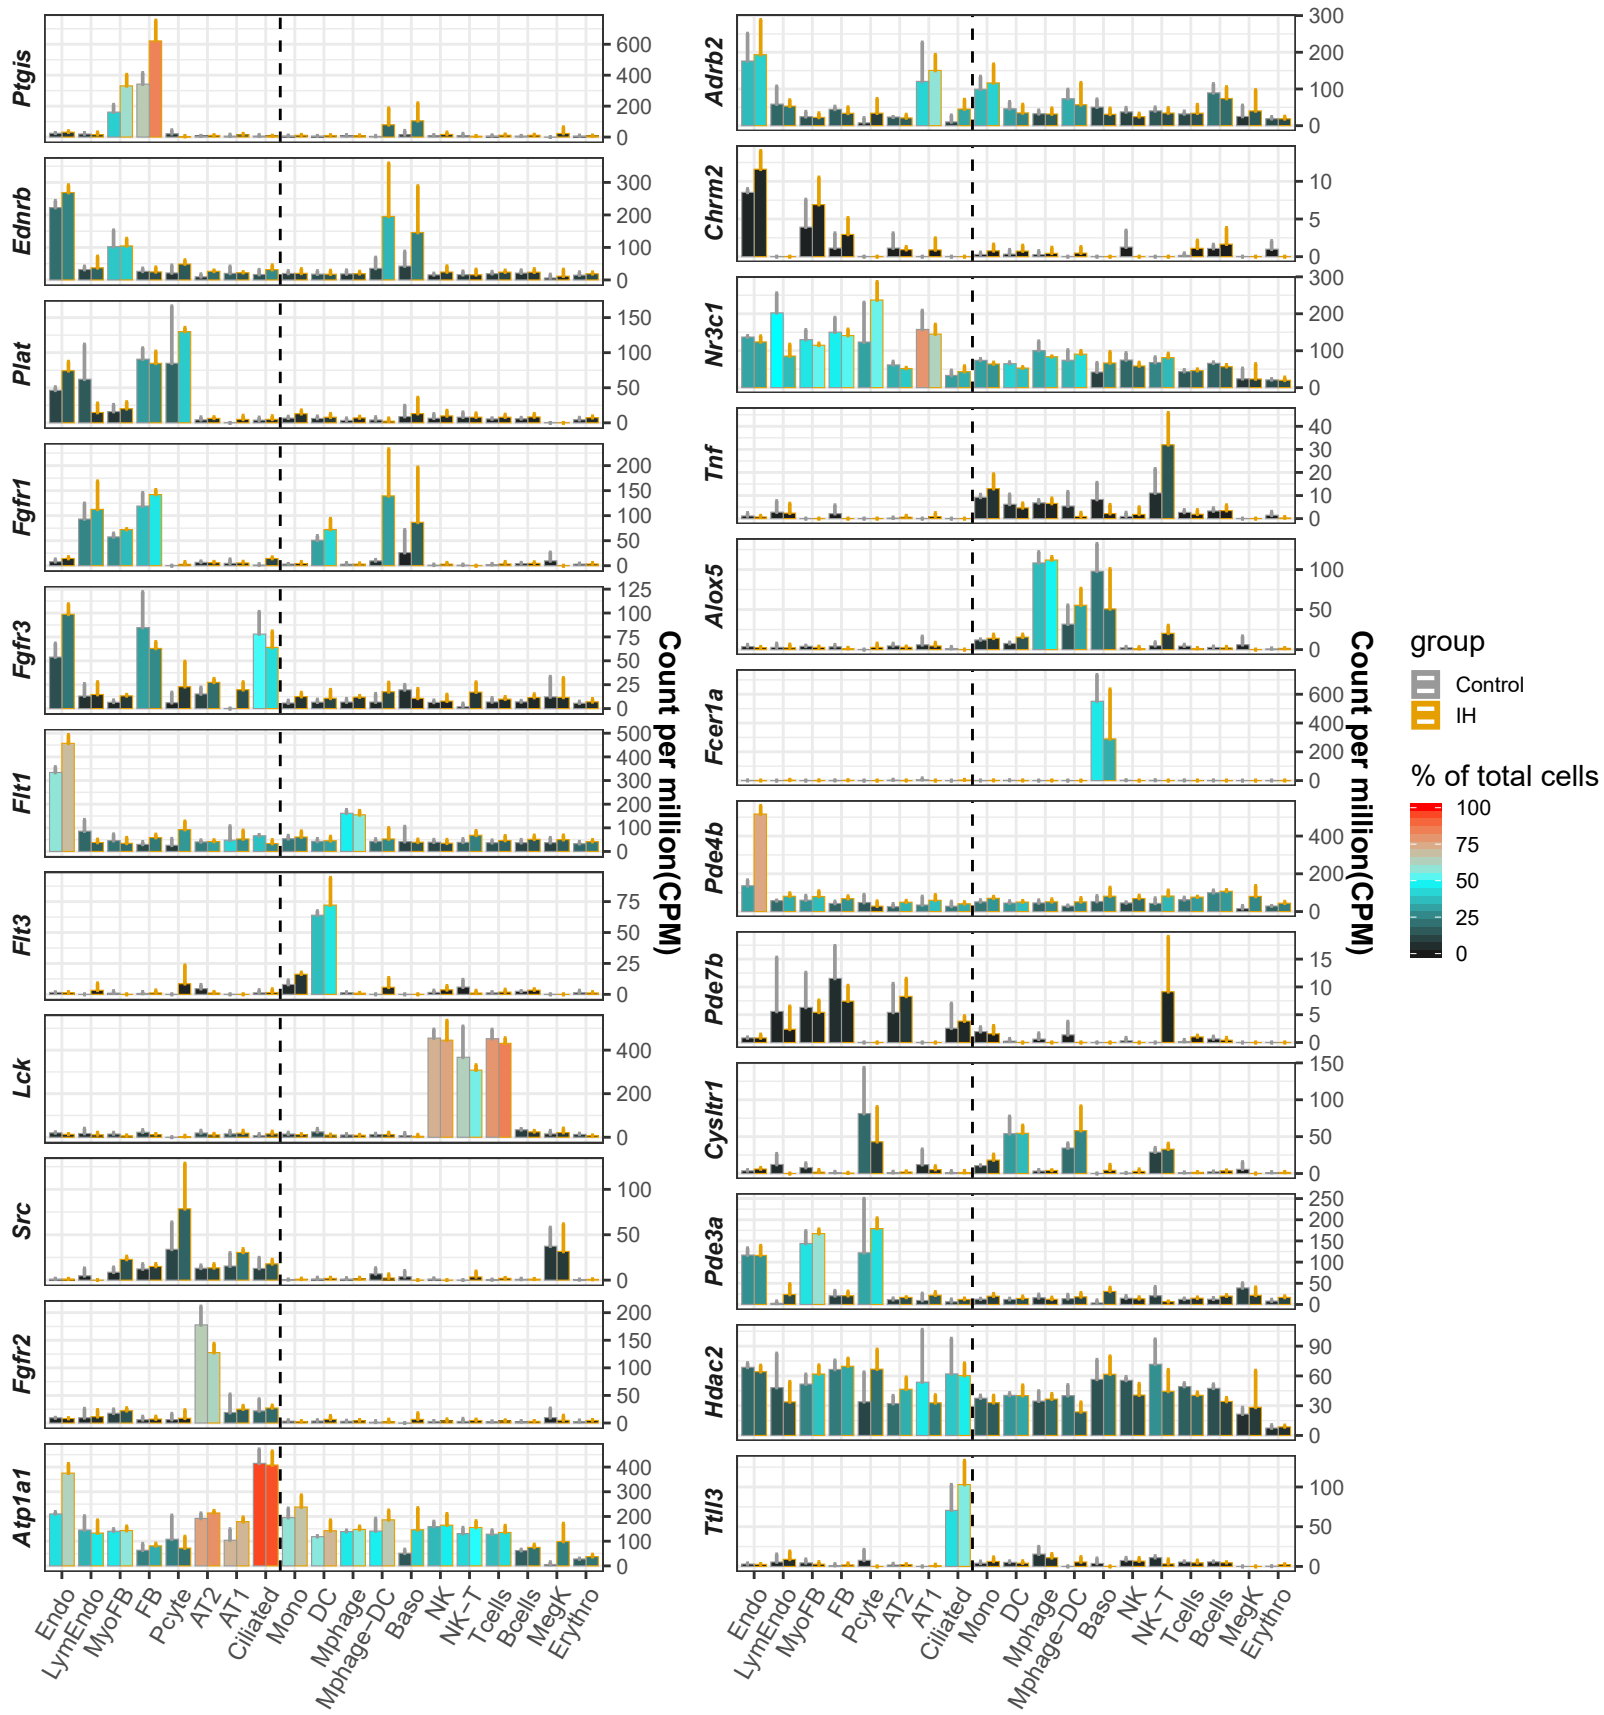 Ptgis
600
400
200
0
Ednrb
300
200
100
0
Plat
150
100
50
0
Fgfr1
200
150
100
50
0
Fgfr3
125
100
75
50
25
0
Flt1
500
400
300
200
100
0
Flt3
75
50
25
0
Lck
400
200
0
Src
100
50
0
Fgfr2
200
150
100
50
0
Atp1a1
400
300
200
100
0
Endo
LymEndo
MyoFB
FB
Pcyte
AT2
AT1
Ciliated
Mono
DC
Mphage
Mphage-DC
Baso
NK
NK-T
Tcells
Bcells
MegK
Erythro
Count per million(CPM)
Adrb2
300
200
100
0
Chrm2
10
5
0
Nr3c1
300
200
100
0
Tnf
40
30
20
10
0
Alox5
100
50
0
Fcer1a
600
400
200
0
Pde4b
400
200
0
Pde7b
15
10
5
0
Cysltr1
150
100
50
0
Pde3a
250
200
150
100
50
0
Hdac2
90
60
30
0
Ttll3
100
50
0
Endo
LymEndo
MyoFB
FB
Pcyte
AT2
AT1
Ciliated
Mono
DC
Mphage
Mphage-DC
Baso
NK
NK-T
Tcells
Bcells
MegK
Erythro
Count per million(CPM)
group
Control
IH
% of total cells
100
75
50
25
0